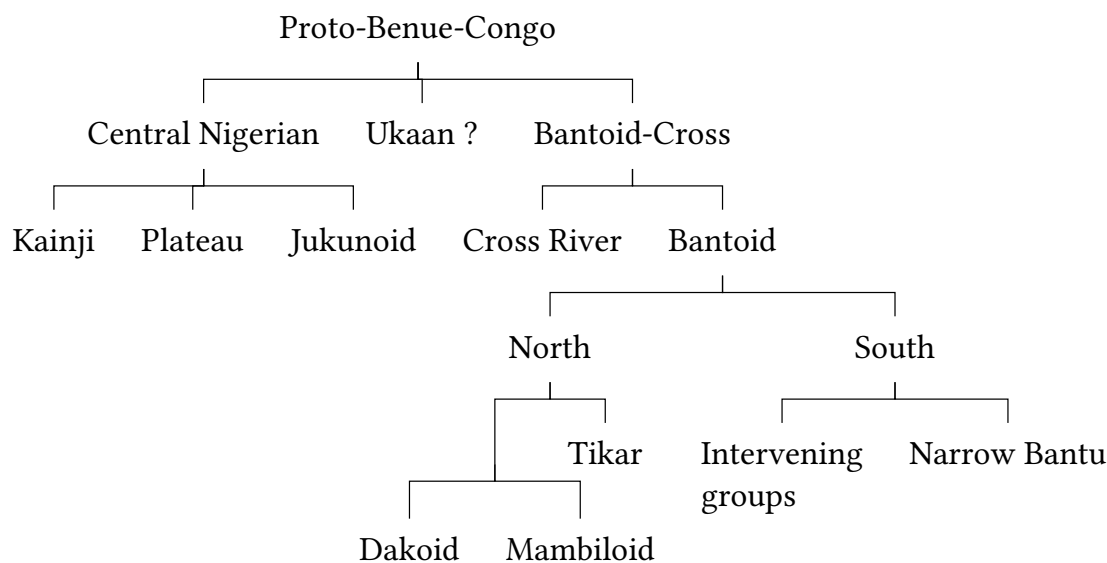 Proto-Benue-Congo
Central Nigerian Ukaan ? Bantoid-Cross
Kainji Plateau Jukunoid Cross River Bantoid
North South
Tikar Intervening groups Narrow Bantu
Dakoid Mambiloid